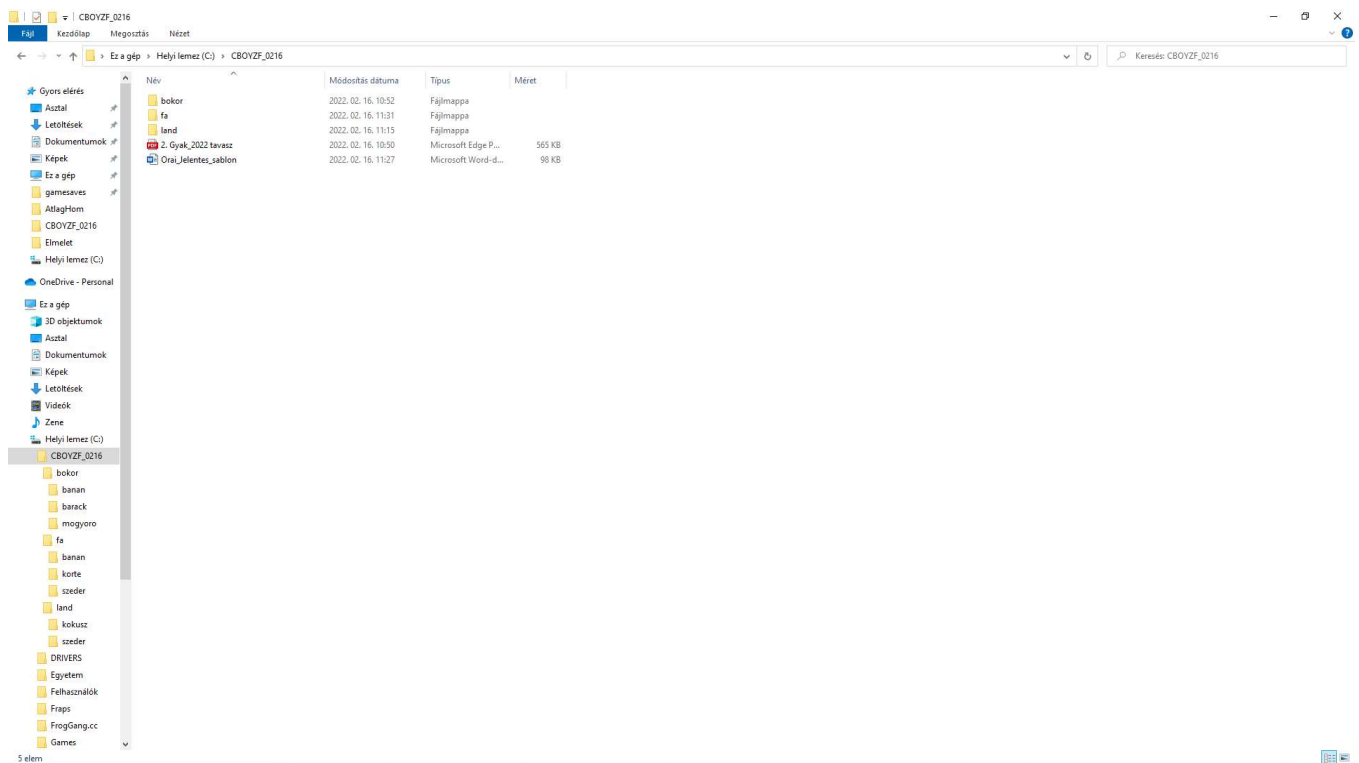 CBOYZF_0216
Fájl Kezdőlap Megosztás Nézet
Ez a gép > Helyi lemez (C:) > CBOYZF_0216 Keresés: CBOYZF_0216
Név Módosítás dátuma Típus Méret
bokor 2022. 02. 16. 10:52 Fájlmappa
fa 2022. 02. 16. 11:31 Fájlmappa
land 2022. 02. 16. 11:15 Fájlmappa
2. Gyak_2022 tavasz 2022. 02. 16. 10:50 Microsoft Edge P... 565 KB
Orai_Jelentes_sablon 2022. 02. 16. 11:27 Microsoft Word-d... 98 KB
Gyors elérés
Asztal
Letöltések
Dokumentumok
Képek
Ez a gép
gamesaves
AtlagHom
CBOYZF_0216
Elmelet
Helyi lemez (C:)
OneDrive - Personal
Ez a gép
3D objektumok
Asztal
Dokumentumok
Képek
Letöltések
Videók
Zene
Helyi lemez (C:)
CBOYZF_0216
bokor
banan
barack
mogyoro
fa
banan
korte
szeder
land
kokusz
szeder
DRIVERS
Egyetem
Felhasználók
Fraps
FrogGang.cc
Games
5 elem